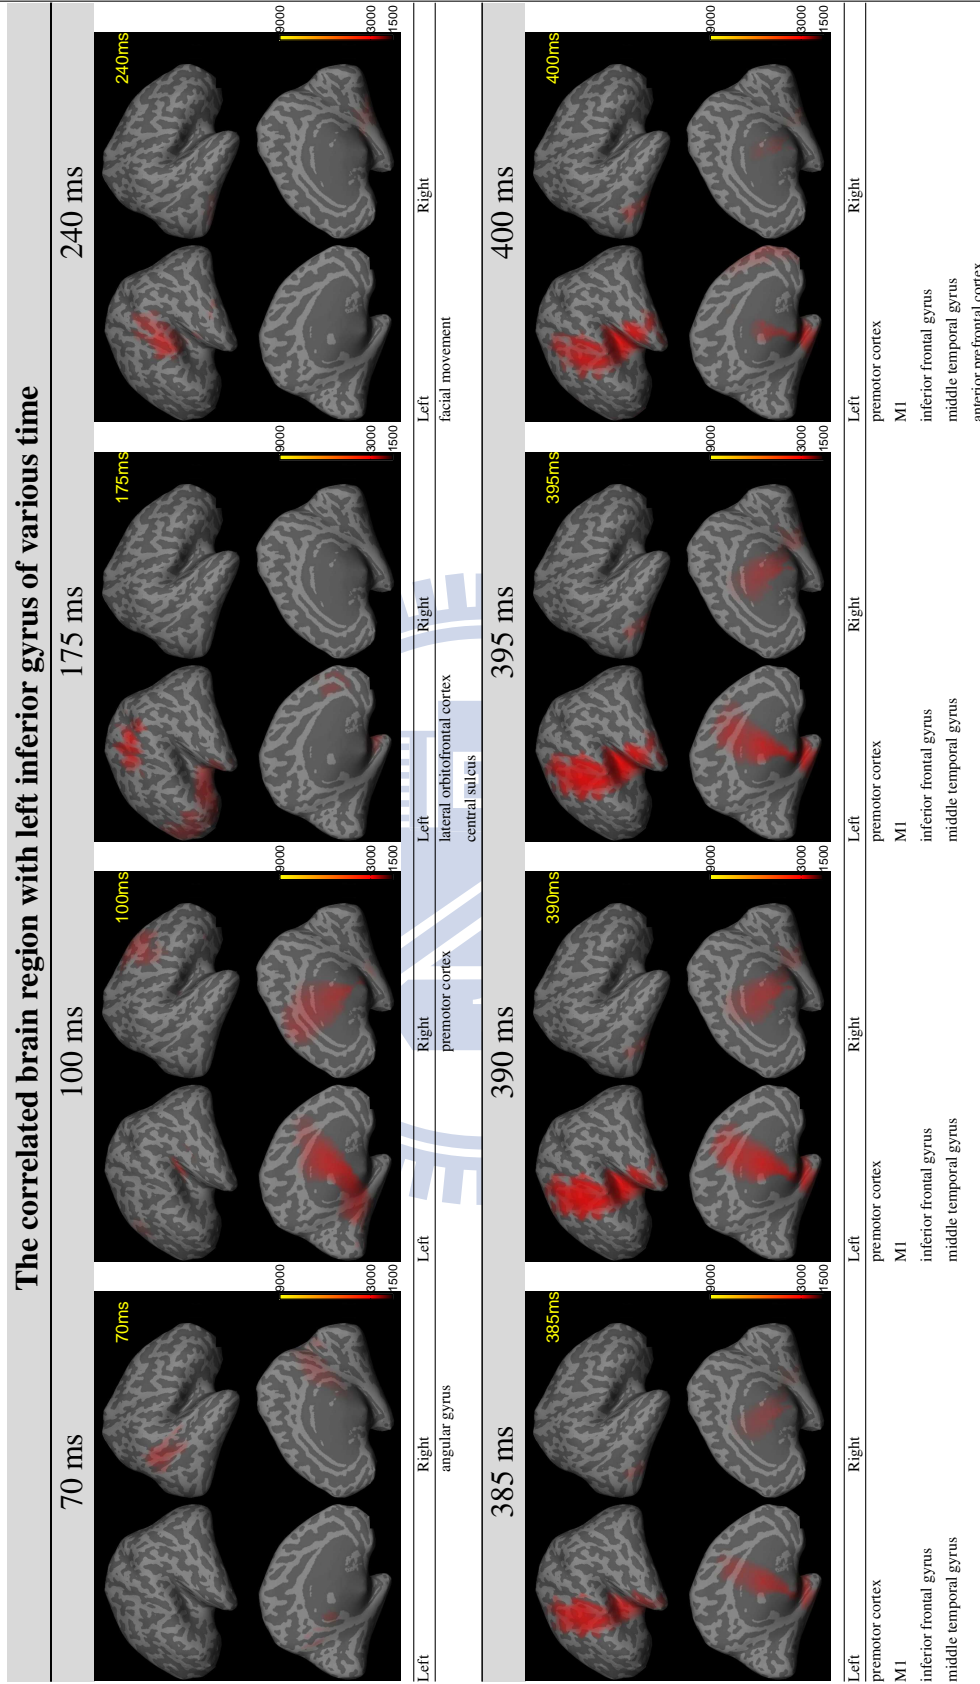 The correlated brain region with left inferior gyrus of various time
70 ms 100 ms 175 ms 240 ms
70ms 100ms 175ms 240ms
9000 9000 9000 9000
3000 3000 3000 3000
1500 1500 1500 1500
Left Right Left Right Left Right Left Right
angular gyrus premotor cortex lateral orbitofrontal cortex facial movement
central sulcus
385 ms 390 ms 395 ms 400 ms
385ms 390ms 395ms 400ms
9000 9000 9000 9000
3000 3000 3000 3000
1500 1500 1500 1500
Left Right Left Right Left Right Left Right
premotor cortex premotor cortex premotor cortex premotor cortex
M1 M1 M1 M1
inferior frontal gyrus inferior frontal gyrus inferior frontal gyrus inferior frontal gyrus
middle temporal gyrus middle temporal gyrus middle temporal gyrus middle temporal gyrus
anterior prefrontal cortex